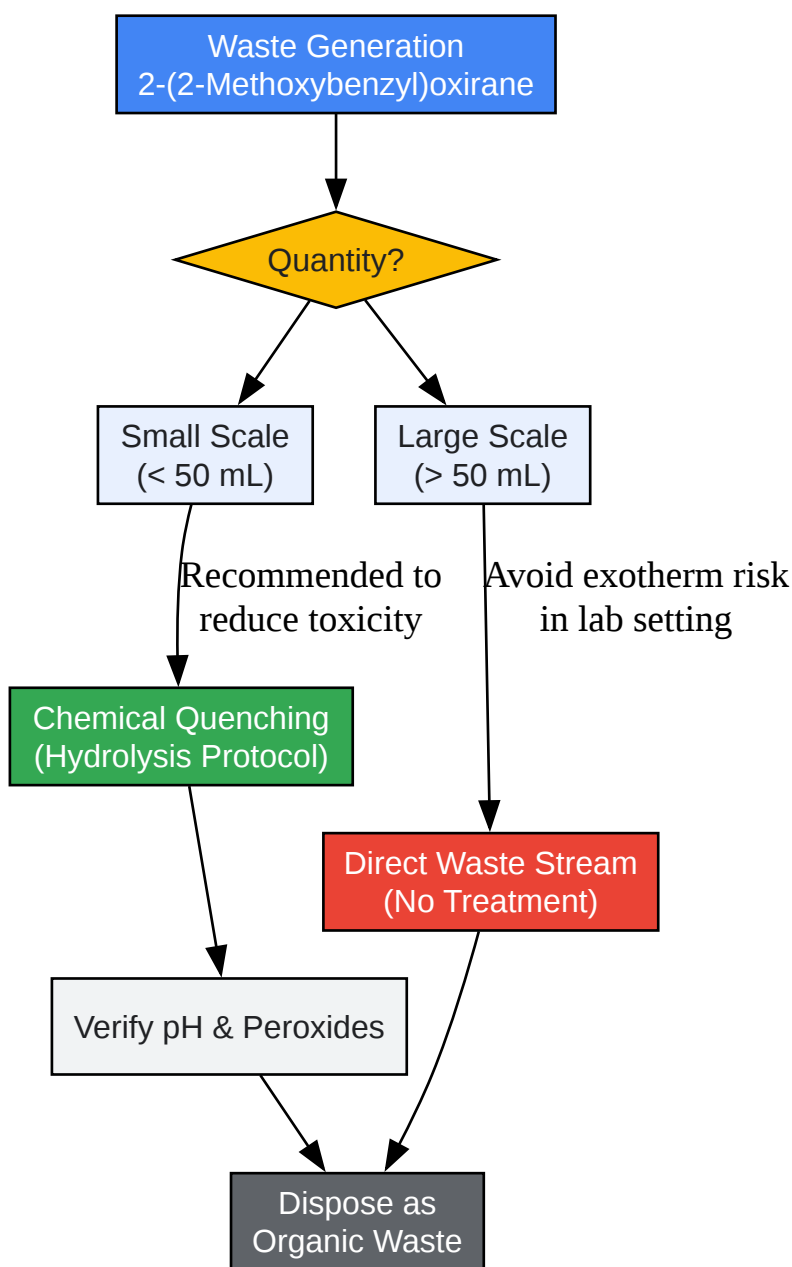 Waste Generation
2-(2-Methoxybenzyl)oxirane
Quantity?
Small Scale
(< 50 mL)
Large Scale
(> 50 mL)
Recommended to
reduce toxicity
Avoid exotherm risk
in lab setting
Chemical Quenching
(Hydrolysis Protocol)
Direct Waste Stream
(No Treatment)
Verify pH & Peroxides
Dispose as
Organic Waste